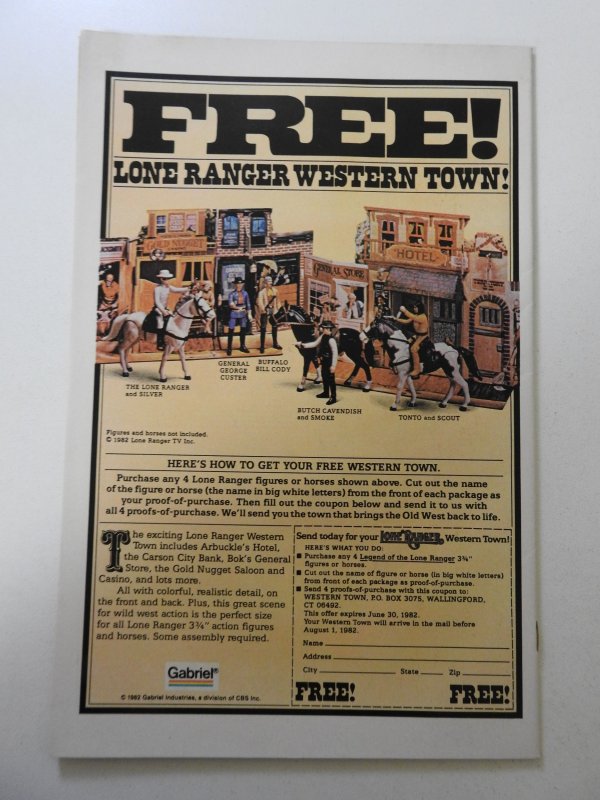 FREE!
LONE RANGER WESTERN TOWN!
GOLD NUGGET
GENERAL STORE
HOTEL
THE LONE RANGER
and SILVER
GENERAL
GEORGE
CUSTER
BUFFALO
BILL CODY
BUTCH CAVENDISH
and SMOKE
TONTO and SCOUT
Figures and horses not included.
© 1982 Lone Ranger TV Inc.
HERE'S HOW TO GET YOUR FREE WESTERN TOWN.
Purchase any 4 Lone Ranger figures or horses shown above. Cut out the name
of the figure or horse (the name in big white letters) from the front of each package as
your proof-of-purchase. Then fill out the coupon below and send it to us with
all 4 proofs-of-purchase. We'll send you the town that brings the Old West back to life.
The exciting Lone Ranger Western
Town includes Arbuckle's Hotel,
the Carson City Bank, Bok's General
Store, the Gold Nugget Saloon and
Casino, and lots more.
All with colorful, realistic detail, on
the front and back. Plus, this great scene
for wild west action is the perfect size
for all Lone Ranger 3¾" action figures
and horses. Some assembly required.
Gabriel®
© 1982 Gabriel Industries, a division of CBS Inc.
Send today for your LONE RANGER Western Town!
HERE'S WHAT YOU DO:
■ Purchase any 4 Legend of the Lone Ranger 3¾"
figures or horses.
■ Cut out the name of figure or horse (in big white letters)
from front of each package as proof-of-purchase.
■ Send 4 proofs-of-purchase with this coupon to:
WESTERN TOWN, P.O. BOX 3075, WALLINGFORD,
CT 06492.
This offer expires June 30, 1982.
Your Western Town will arrive in the mail before
August 1, 1982.
Name
Address
City State Zip
FREE! FREE!